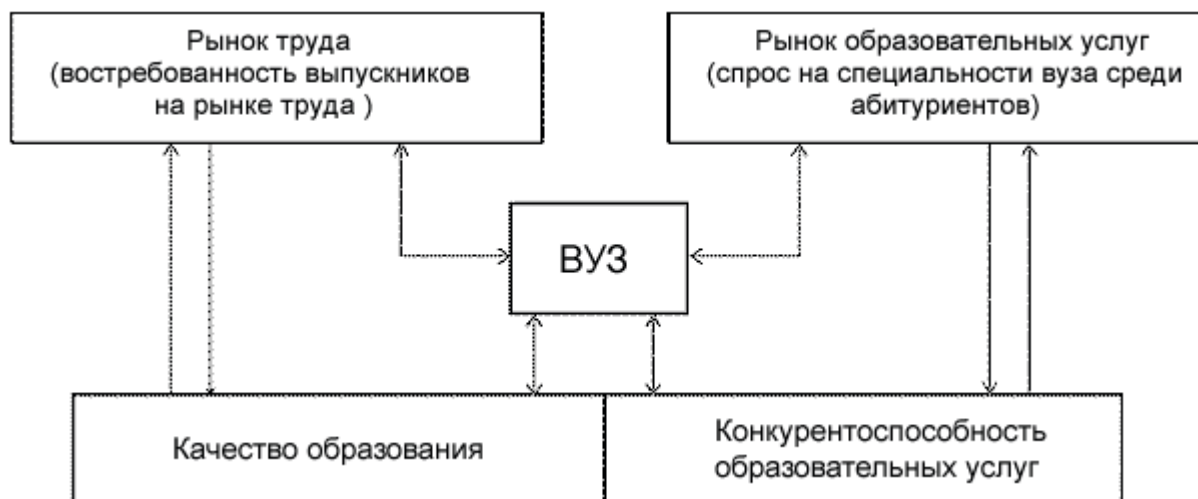 Рынок труда
(востребованность выпускников
на рынке труда )
Рынок образовательных услуг
(спрос на специальности вуза среди
абитуриентов)
ВУЗ
Качество образования
Конкурентоспособность
образовательных услуг